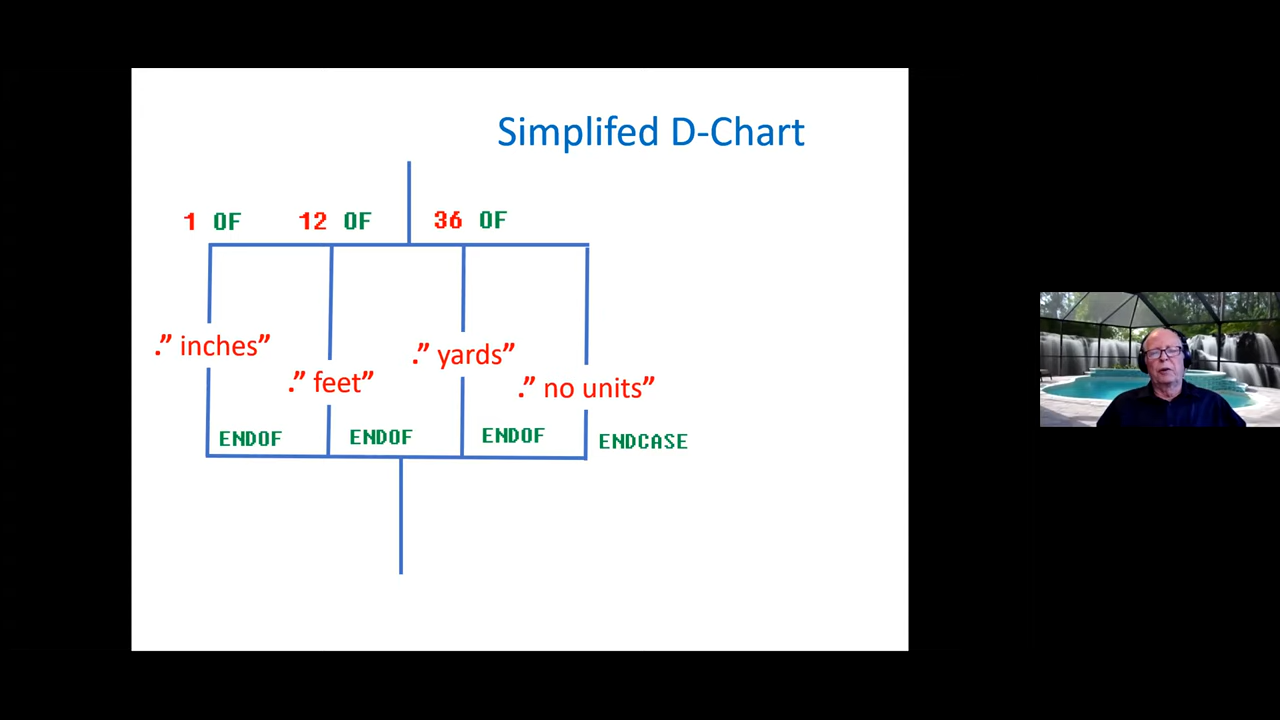 Simplifed D-Chart
1 OF 12 OF 36 OF
.” inches”
.” yards”
.” feet”
.” no units”
ENDOF ENDOF ENDOF ENDCASE